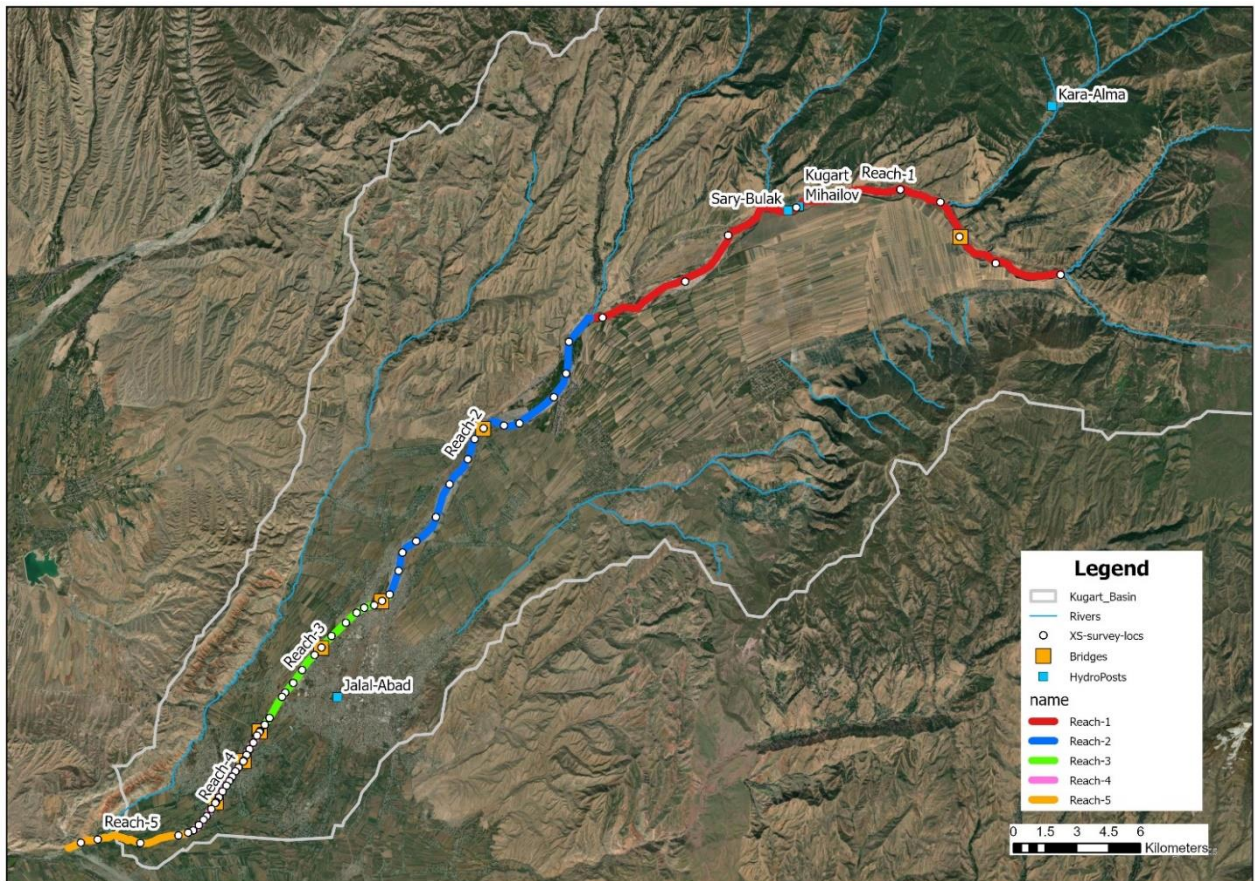 Kara-Alma
Kugart
Mihailov
Reach-1
Sary-Bulak
Reach-2
Reach-3
Jalal-Abad
Reach-4
Reach-5
Legend
Kugart_Basin
Rivers
XS-survey-locs
Bridges
HydroPosts
name
Reach-1
Reach-2
Reach-3
Reach-4
Reach-5
0 1.5 3 4.5 6
Kilometers